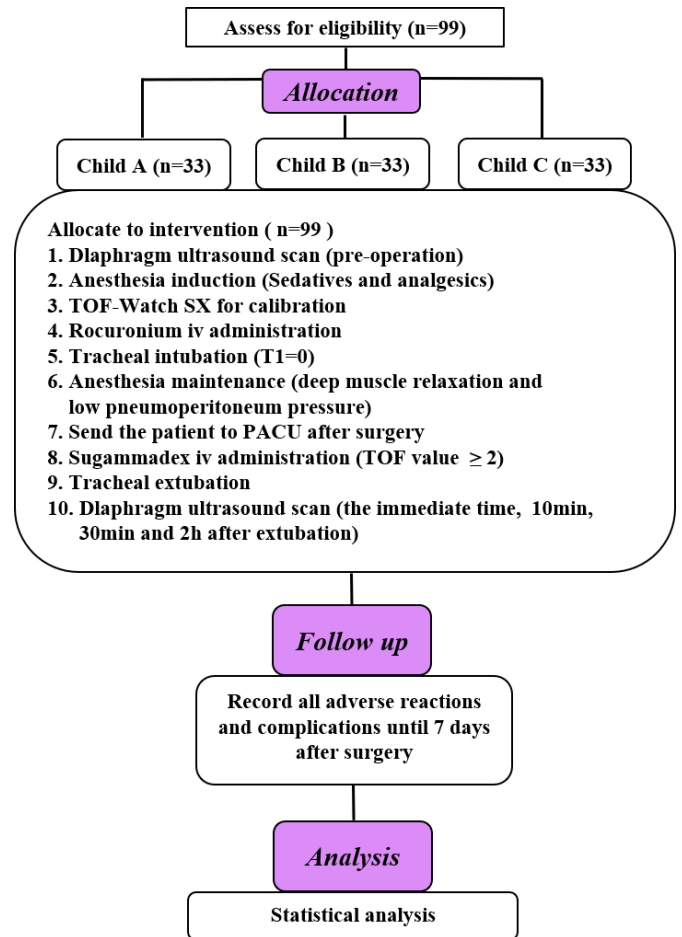 Assess for eligibility (n=99)
Allocation
Child A (n=33)
Child B (n=33)
Child C (n=33)
Allocate to intervention ( n=99 )
1. Dlaphragm ultrasound scan (pre-operation)
2. Anesthesia induction (Sedatives and analgesics)
3. TOF-Watch SX for calibration
4. Rocuronium iv administration
5. Tracheal intubation (T1=0)
6. Anesthesia maintenance (deep muscle relaxation and
low pneumoperitoneum pressure)
7. Send the patient to PACU after surgery
8. Sugammadex iv administration (TOF value ≥ 2)
9. Tracheal extubation
10. Dlaphragm ultrasound scan (the immediate time, 10min,
30min and 2h after extubation)
Follow up
Record all adverse reactions
and complications until 7 days
after surgery
Analysis
Statistical analysis